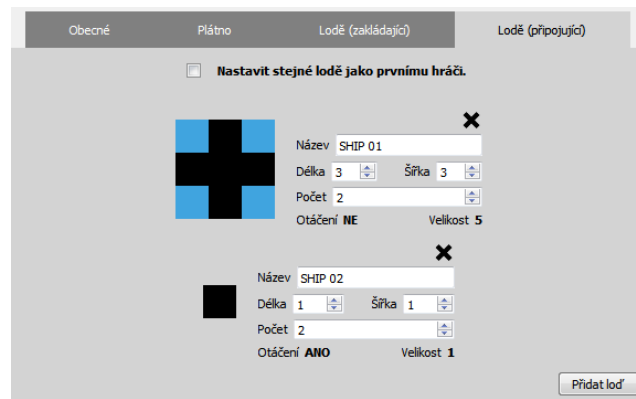 Obecné Plátno Lodě (zakládající) Lodě (připojující)
Nastavit stejné lodě jako prvnímu hráči.
Název SHIP 01
Délka 3 Šířka 3
Počet 2
Otáčení NE Velikost 5
Název SHIP 02
Délka 1 Šířka 1
Počet 2
Otáčení ANO Velikost 1
Přidat loď